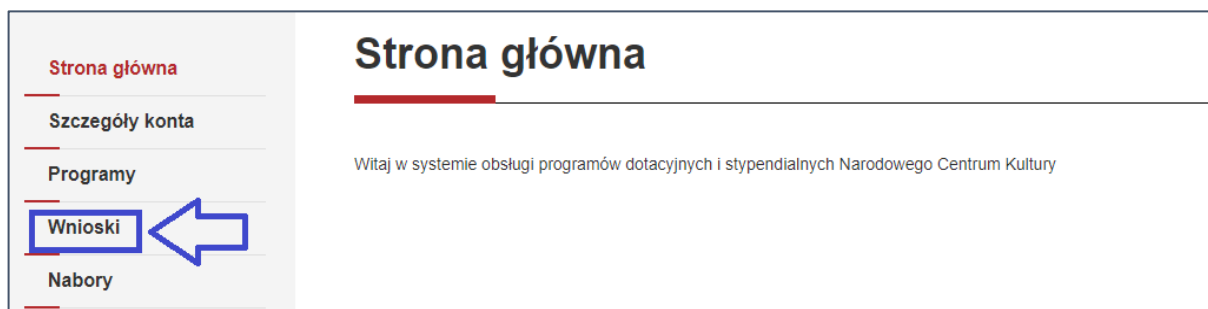 Strona główna
Szczegóły konta
Programy
Wnioski
Nabory
Strona główna
Witaj w systemie obsługi programów dotacyjnych i stypendialnych Narodowego Centrum Kultury